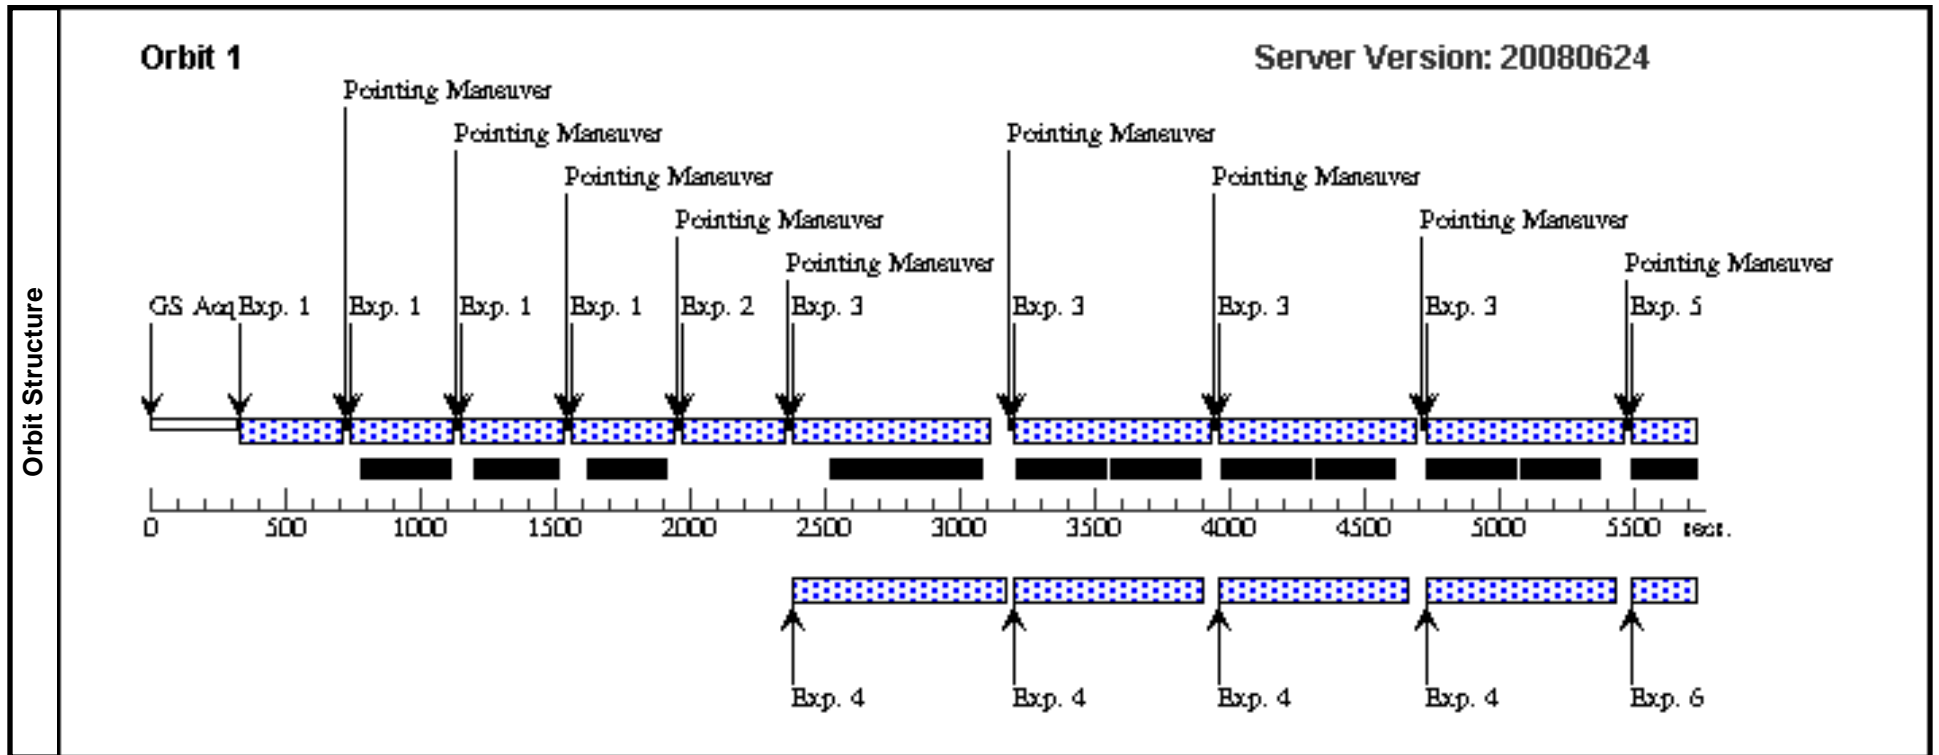 Orbit Structure
Orbit 1
Server Version: 20080624
Pointing Maneuver
Pointing Maneuver
Pointing Maneuver
Pointing Maneuver
Pointing Maneuver
Pointing Maneuver
Pointing Maneuver
Pointing Maneuver
Pointing Maneuver
GS Acq Exp. 1 Exp. 1 Exp. 1 Exp. 1 Exp. 2 Exp. 3 Exp. 3 Exp. 3 Exp. 3 Exp. 5
0 500 1000 1500 2000 2500 3000 3500 4000 4500 5000 5500 secs.
Exp. 4 Exp. 4 Exp. 4 Exp. 4 Exp. 6